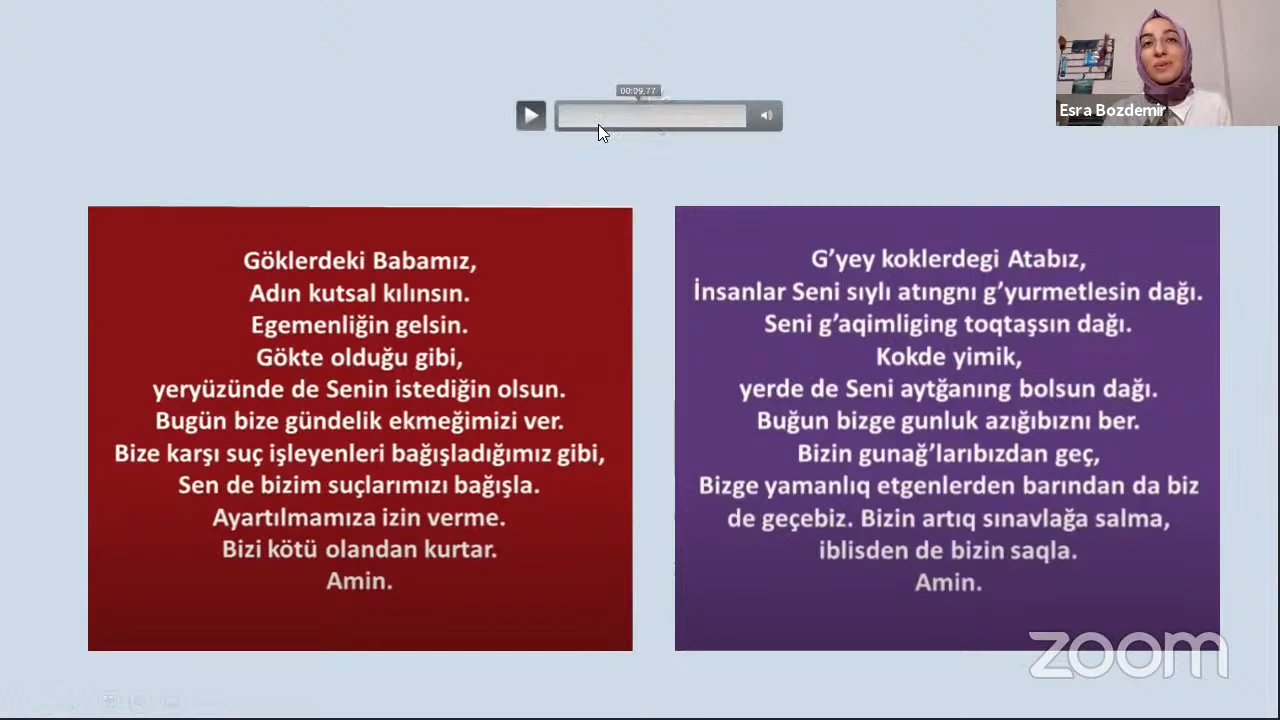 00:09,77
Esra Bozdemir
Göklerdeki Babamız,
Adın kutsal kılınsın.
Egemenliğin gelsin.
Gökte olduğu gibi,
yeryüzünde de Senin istediğin olsun.
Bugün bize gündelik ekmeğimizi ver.
Bize karşı suç işleyenleri bağışladığımız gibi,
Sen de bizim suçlarımızı bağışla.
Ayartılmamıza izin verme.
Bizi kötü olandan kurtar.
Amin.
G’yey koklerdegi Atabız,
İnsanlar Seni sıylı atıngnı g’yurmetlesin dağı.
Seni g’aqimliging toqtaşsın dağı.
Kokde yimik,
yerde de Seni aytğanıng bolsun dağı.
Buğun bizge gunluk azığıbıznı ber.
Bizin gunağ’larıbızdan geç,
Bizge yamanlıq etgenlerden barından da biz
de geçebiz. Bizin artıq sınavlağa salma,
iblisden de bizin saqla.
Amin.
zoom